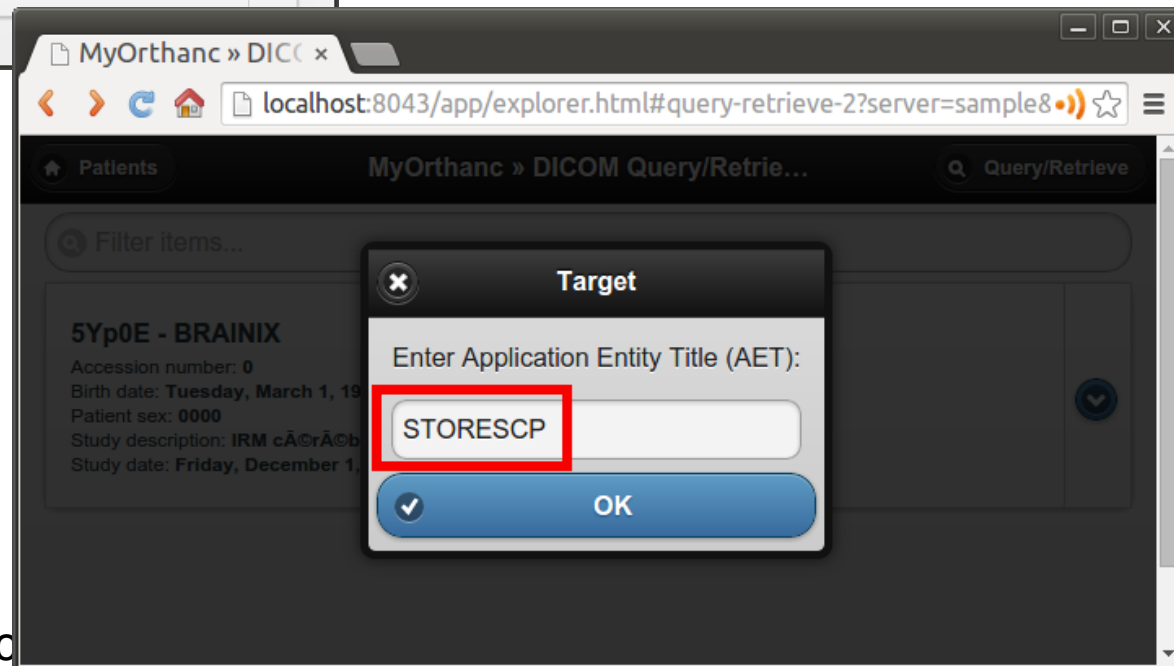 MyOrthanc » DIC
localhost:8043/app/explorer.html#query-retrieve-2?server=sample8
Patients
MyOrthanc » DICOM Query/Retrie...
Query/Retrieve
Filter items...
5Yp0E - BRAINIX
Accession number: 0
Birth date: Tuesday, March 1, 19
Patient sex: 0000
Study description: IRM cÃ©rÃ©b
Study date: Friday, December 1,
Target
Enter Application Entity Title (AET):
STORESCP
OK